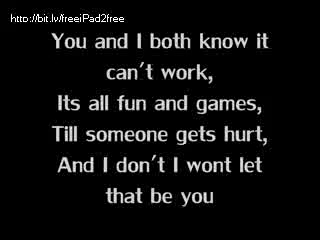 http://bit.lv/freeiPad2free
You and I both know it
can't work,
Its all fun and games,
Till someone gets hurt,
And I don't I wont let
that be you